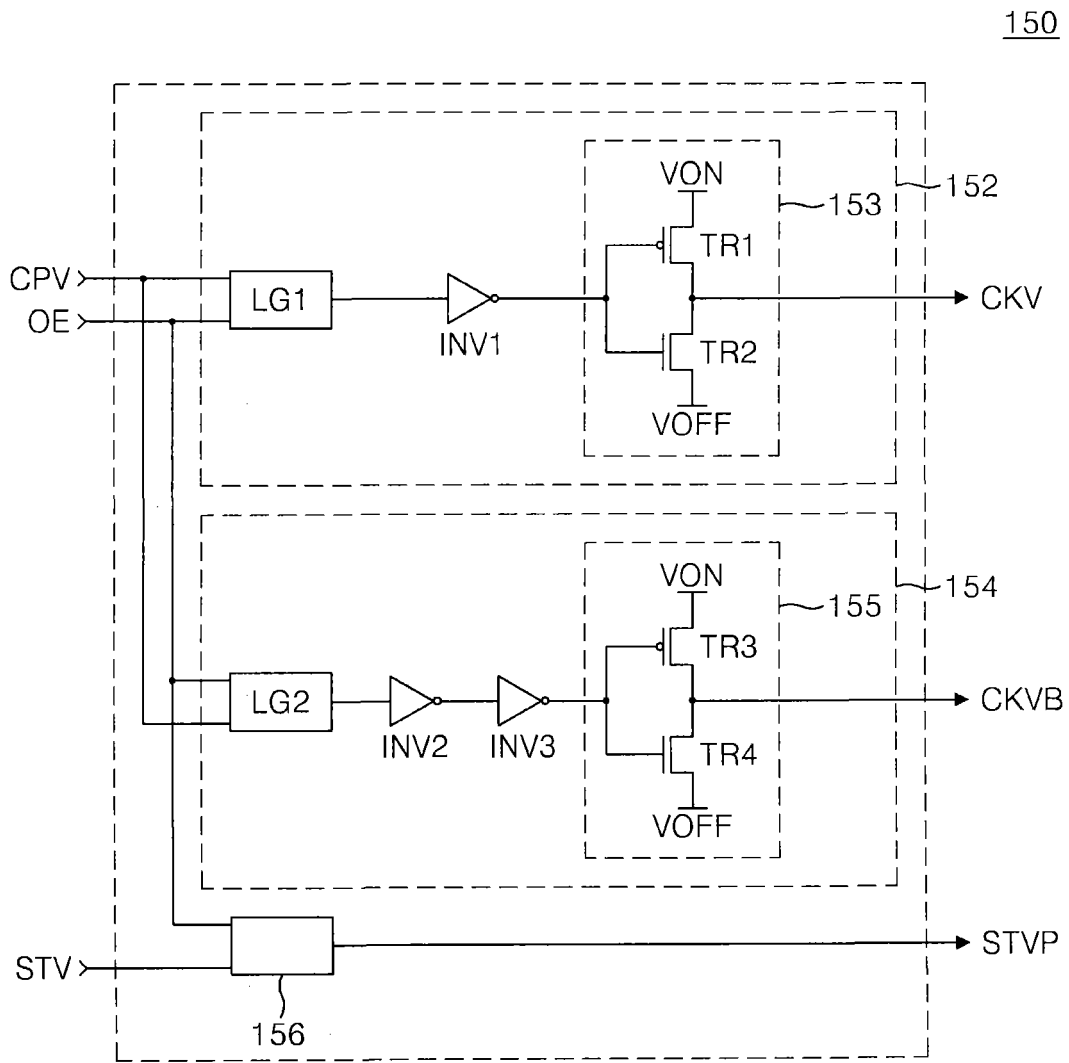 150
VON
152
153
TR1
CPV
LG1
CKV
OE
INV1
TR2
VOFF
VON
154
155
TR3
LG2
CKVB
INV2
INV3
TR4
VOFF
STVP
STV
156